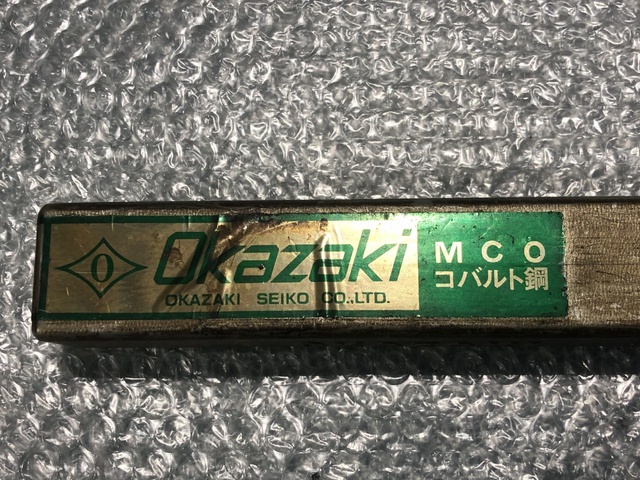 O
Okazaki
OKAZAKI SEIKO CO.,LTD.
MCO
コバルト鋼